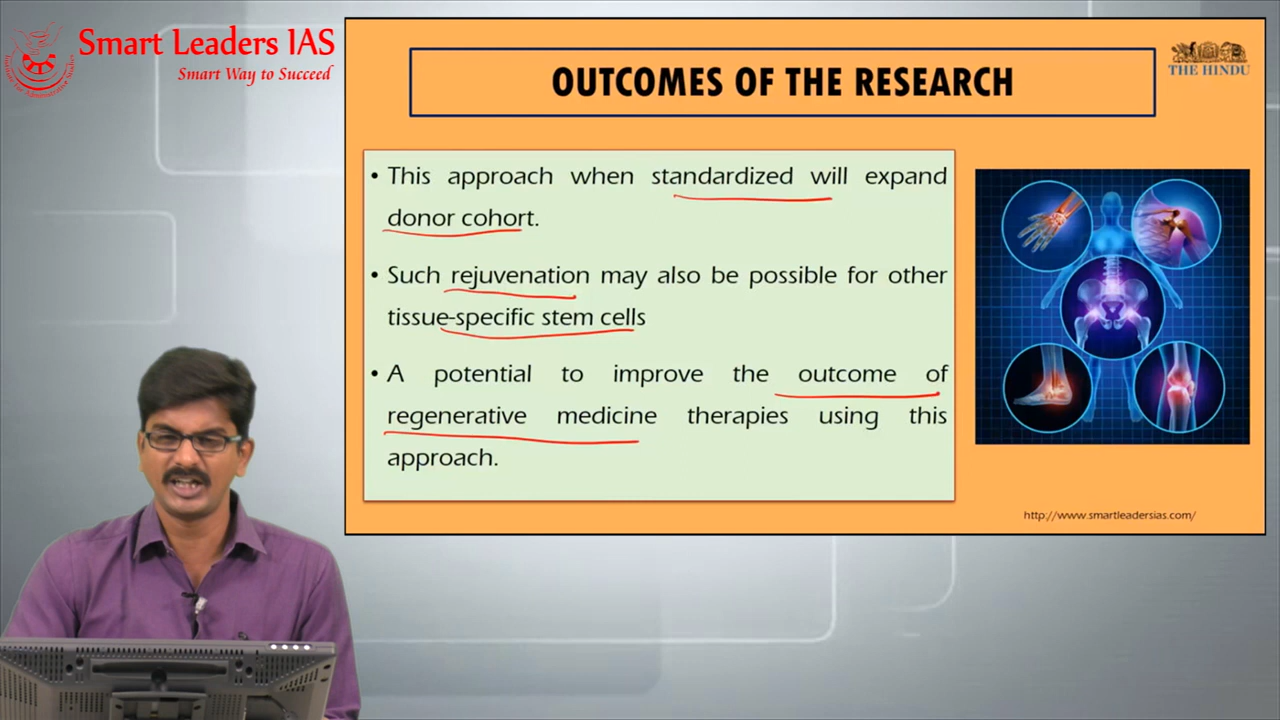 Smart Leaders IAS
Smart Way to Succeed
OUTCOMES OF THE RESEARCH
THE HINDU
• This approach when standardized will expand
donor cohort.
• Such rejuvenation may also be possible for other
tissue-specific stem cells
• A potential to improve the outcome of
regenerative medicine therapies using this
approach.
http://www.smartleadersias.com/